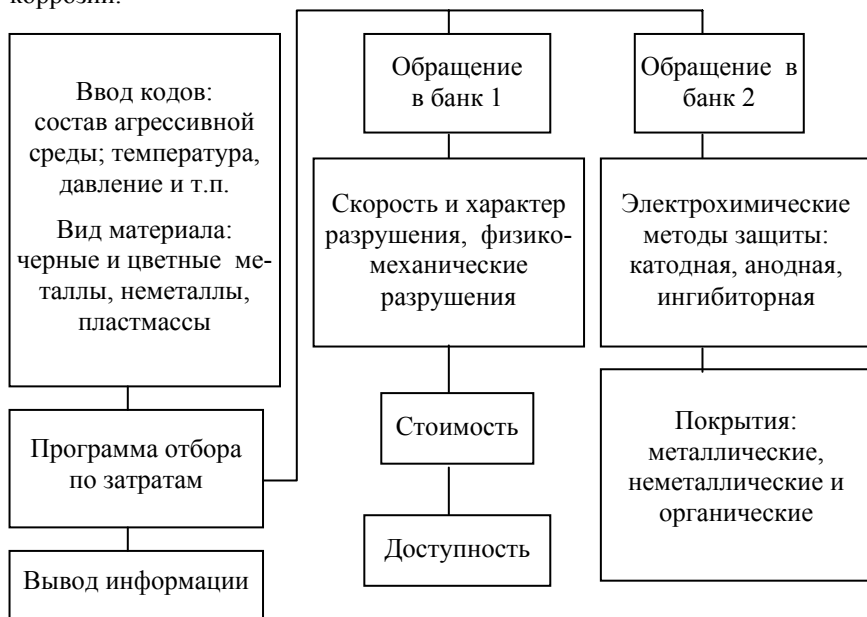 коррозии.
Ввод кодов:
состав агрессивной
среды; температура,
давление и т.п.
Вид материала:
черные и цветные ме-
таллы, неметаллы,
пластмассы
Программа отбора
по затратам
Вывод информации
Обращение
в банк 1
Скорость и характер
разрушения, физико-
механические
разрушения
Стоимость
Доступность
Обращение в
банк 2
Электрохимические
методы защиты:
катодная, анодная,
ингибиторная
Покрытия:
металлические,
неметаллические и
органические